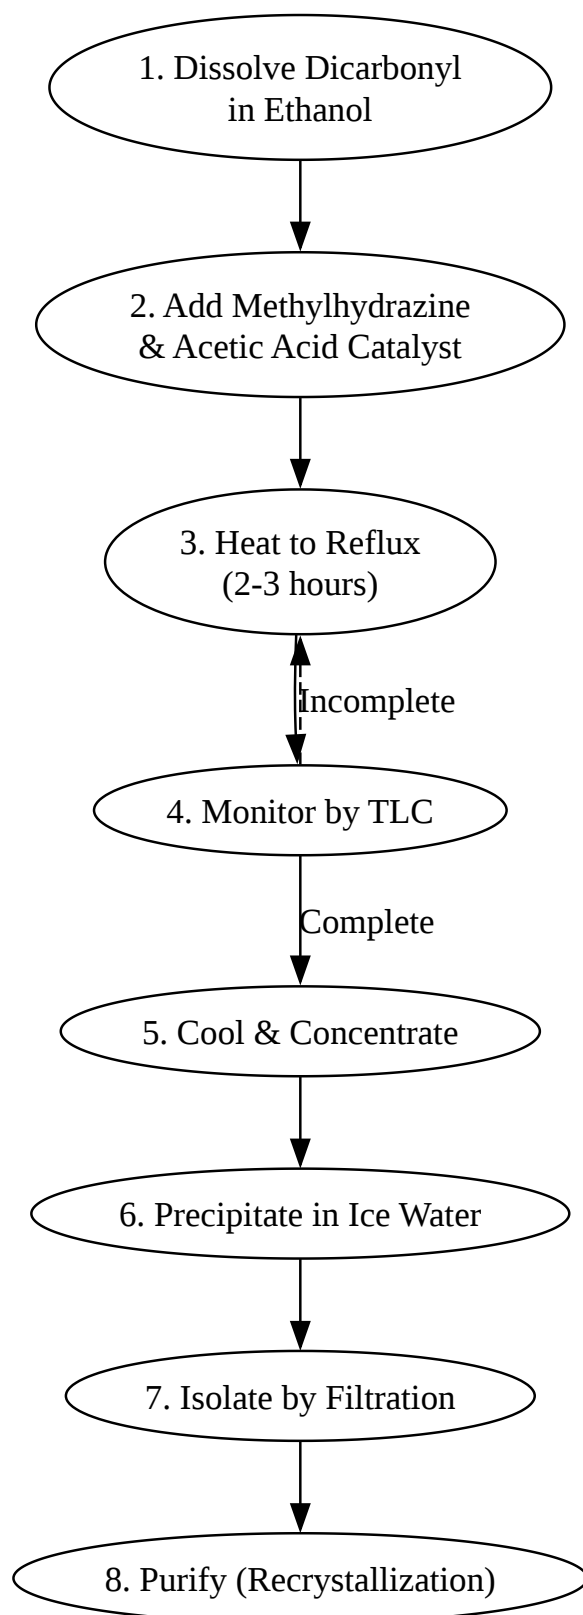 1. Dissolve Dicarbonyl
in Ethanol
2. Add Methylhydrazine
& Acetic Acid Catalyst
3. Heat to Reflux
(2-3 hours)
Incomplete
4. Monitor by TLC
Complete
5. Cool & Concentrate
6. Precipitate in Ice Water
7. Isolate by Filtration
8. Purify (Recrystallization)